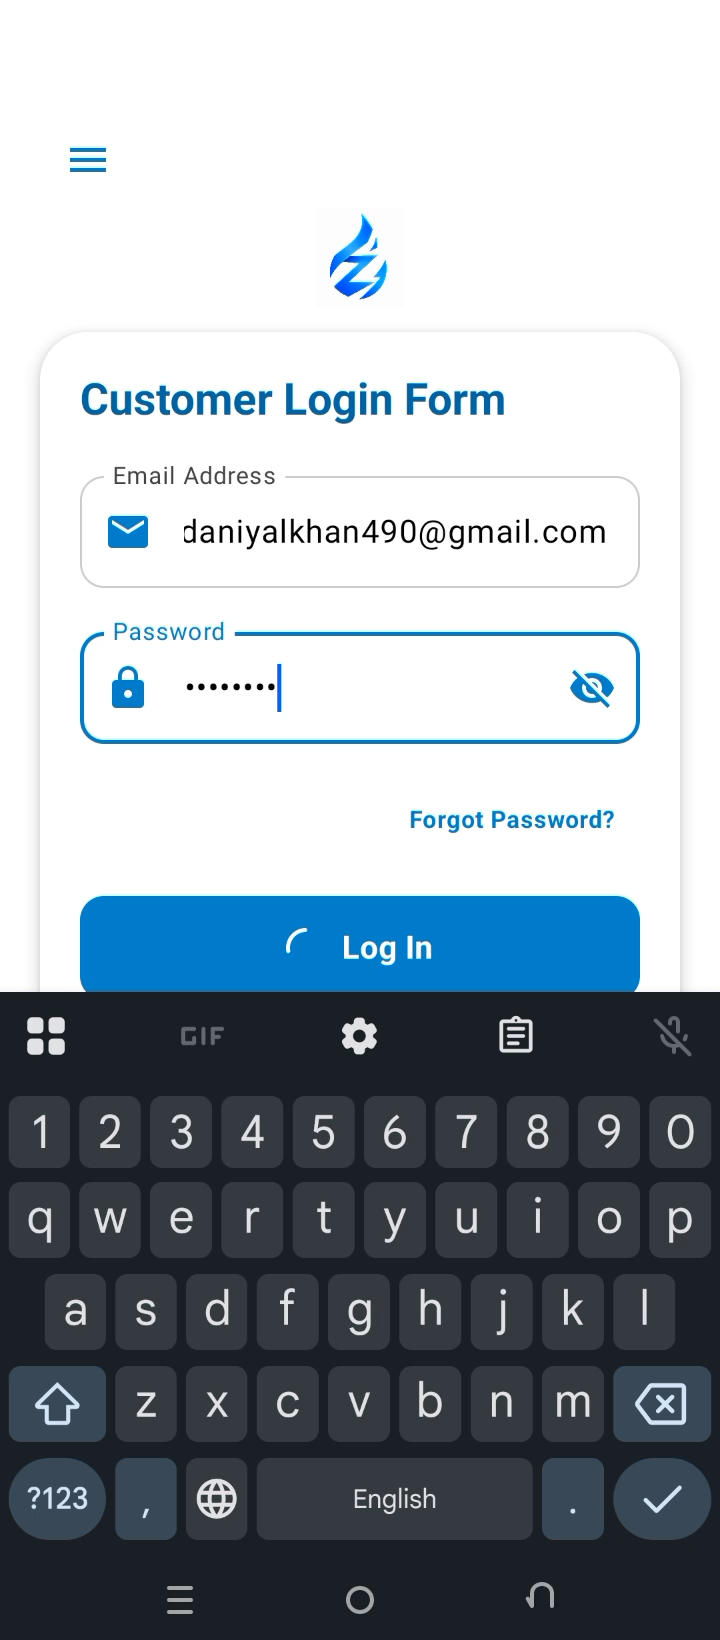 Customer Login Form
Email Address
daniyalkhan490@gmail.com
Password
••••••••
Forgot Password?
Log In
GIF
1 2 3 4 5 6 7 8 9 0
q w e r t y u i o p
a s d f g h j k l
z x c v b n m
?123 , English .